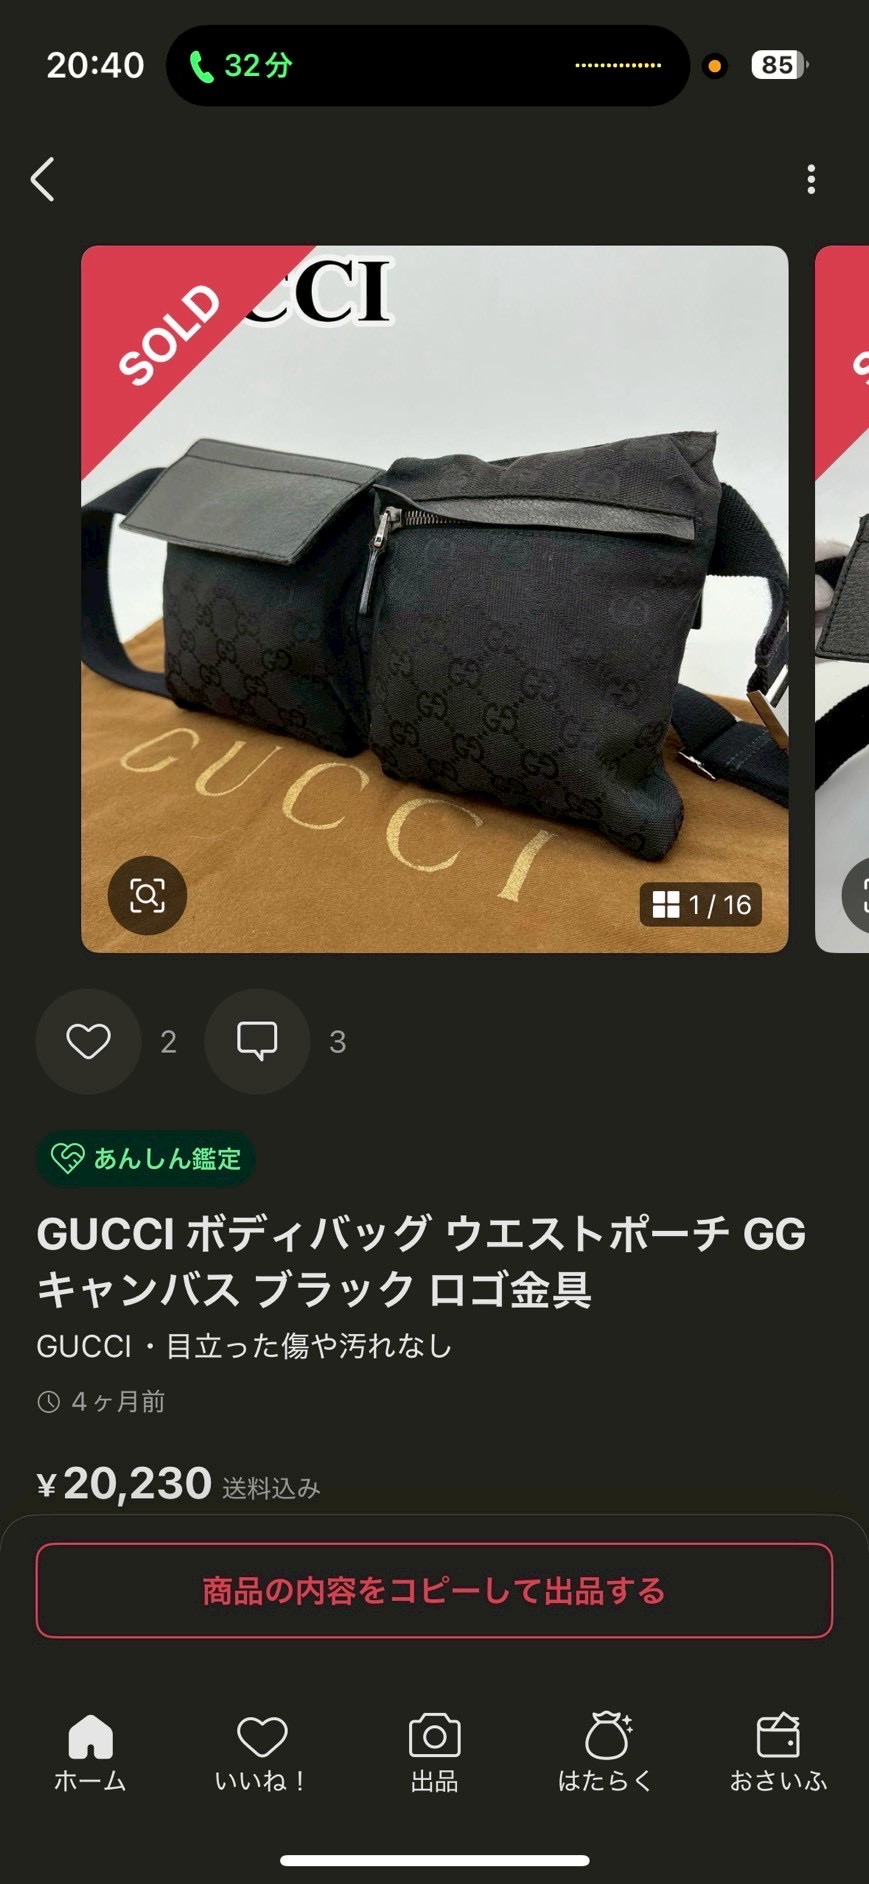 20:40
32分
85
SOLD
CCI
GUCCI
1 / 16
2
3
あんしん鑑定
GUCCI ボディバッグ ウエストポーチ GG
キャンバス ブラック ロゴ金具
GUCCI・目立った傷や汚れなし
4ヶ月前
¥20,230 送料込み
商品の内容をコピーして出品する
ホーム
いいね！
出品
はたらく
おさいふ